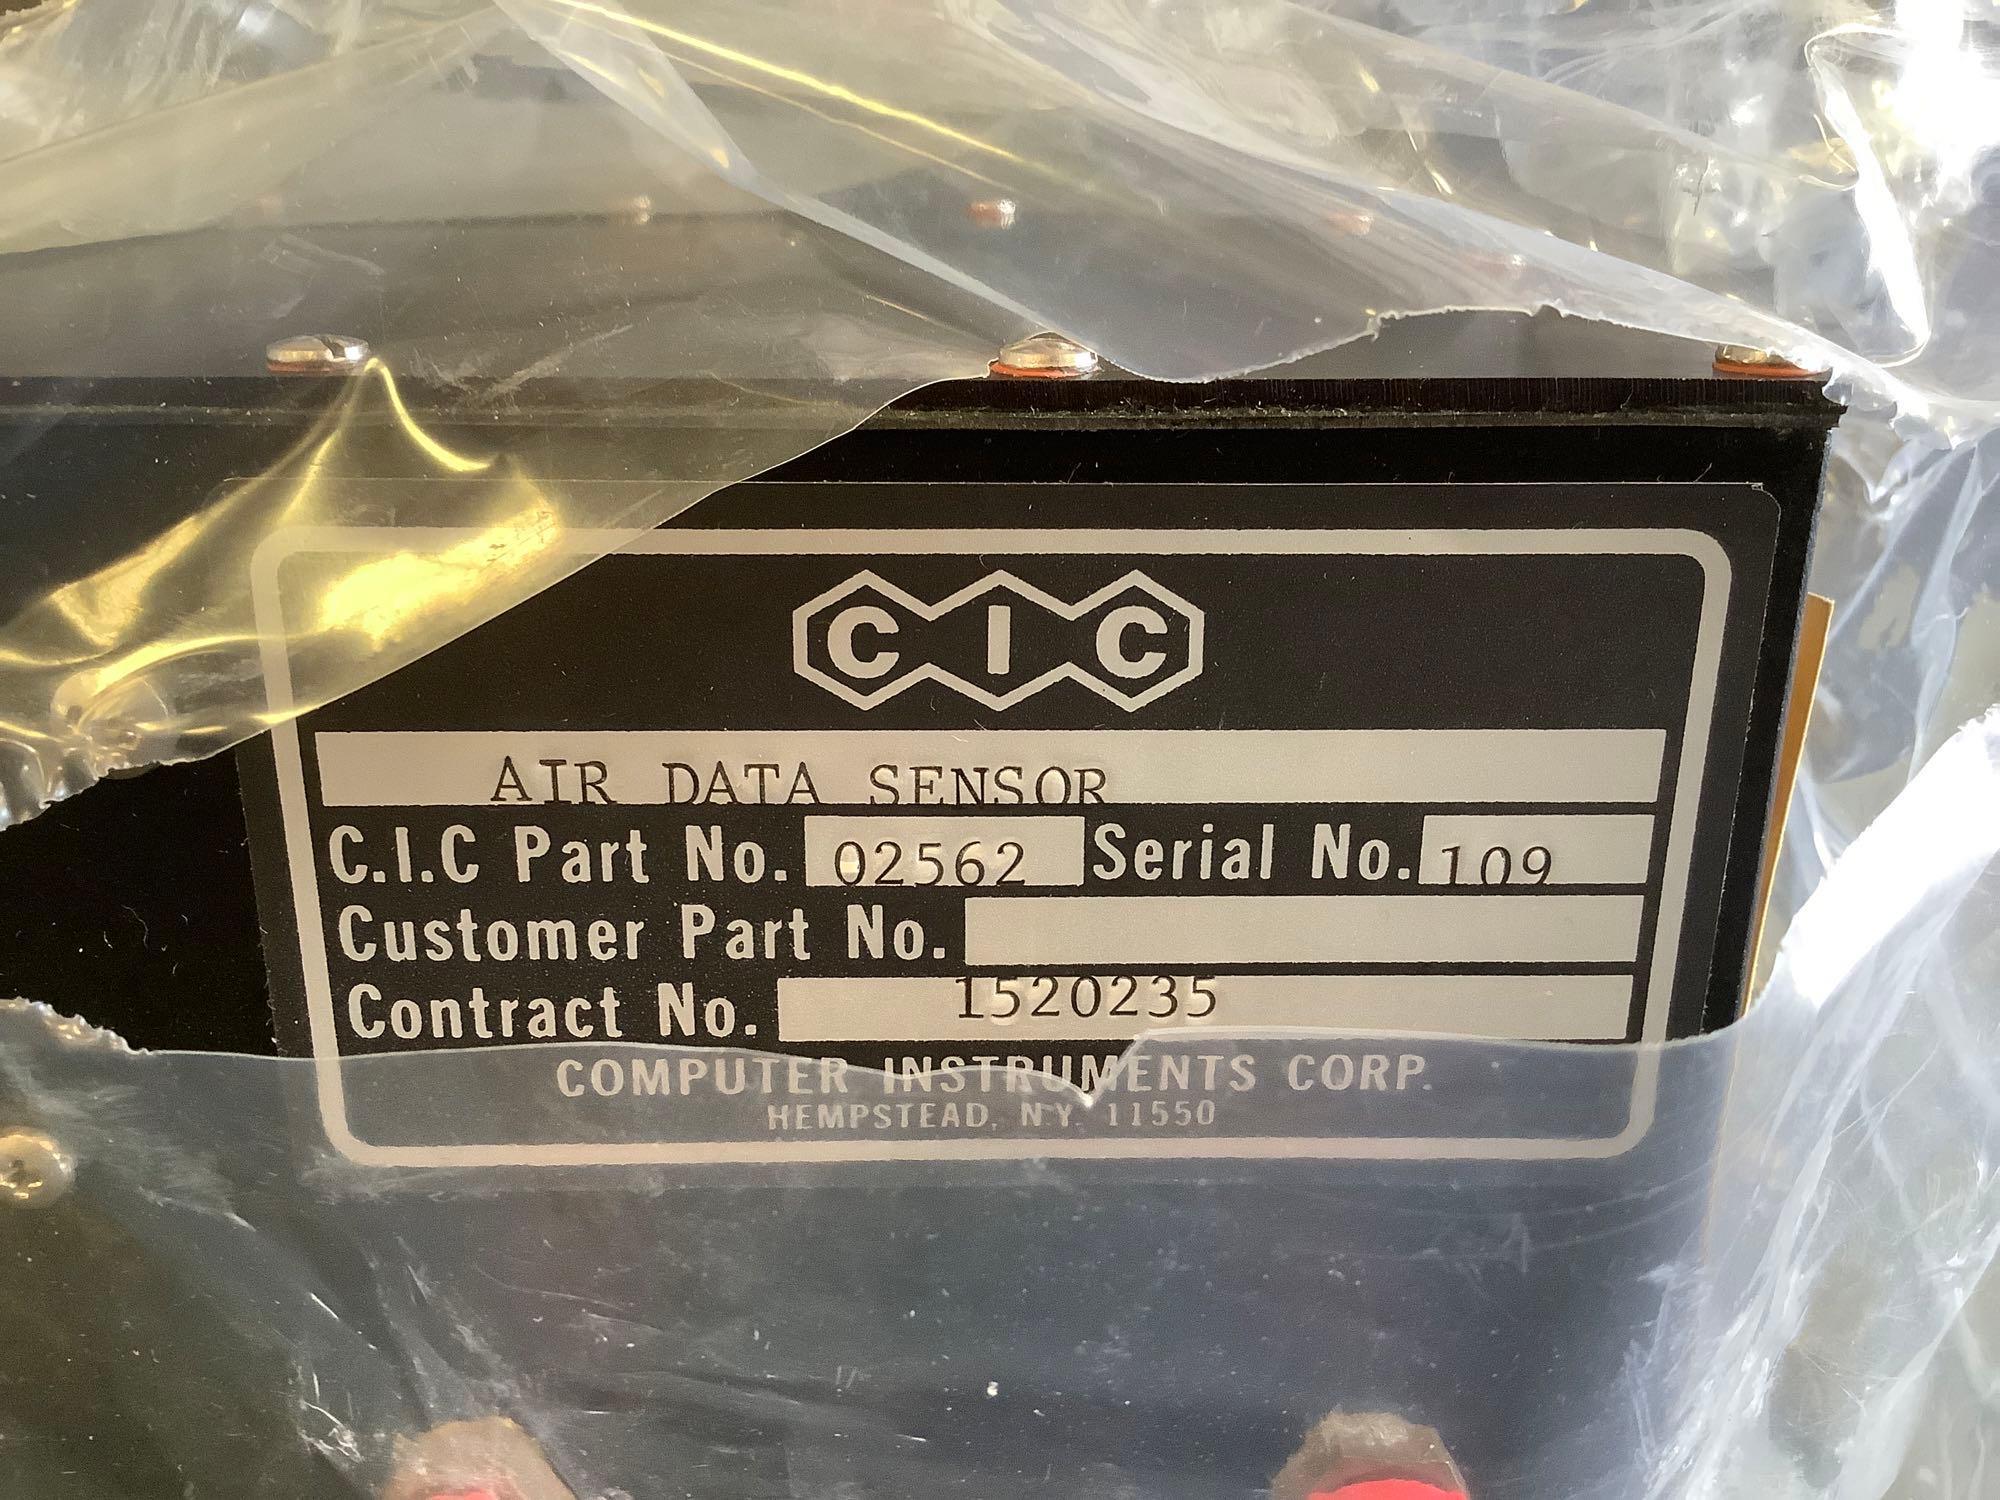 CIC
AIR DATA SENSOR
C.I.C Part No. 02562 Serial No. 109
Customer Part No.
Contract No. 1520235
COMPUTER INSTRUMENTS CORP.
HEMPSTEAD, N.Y. 11550